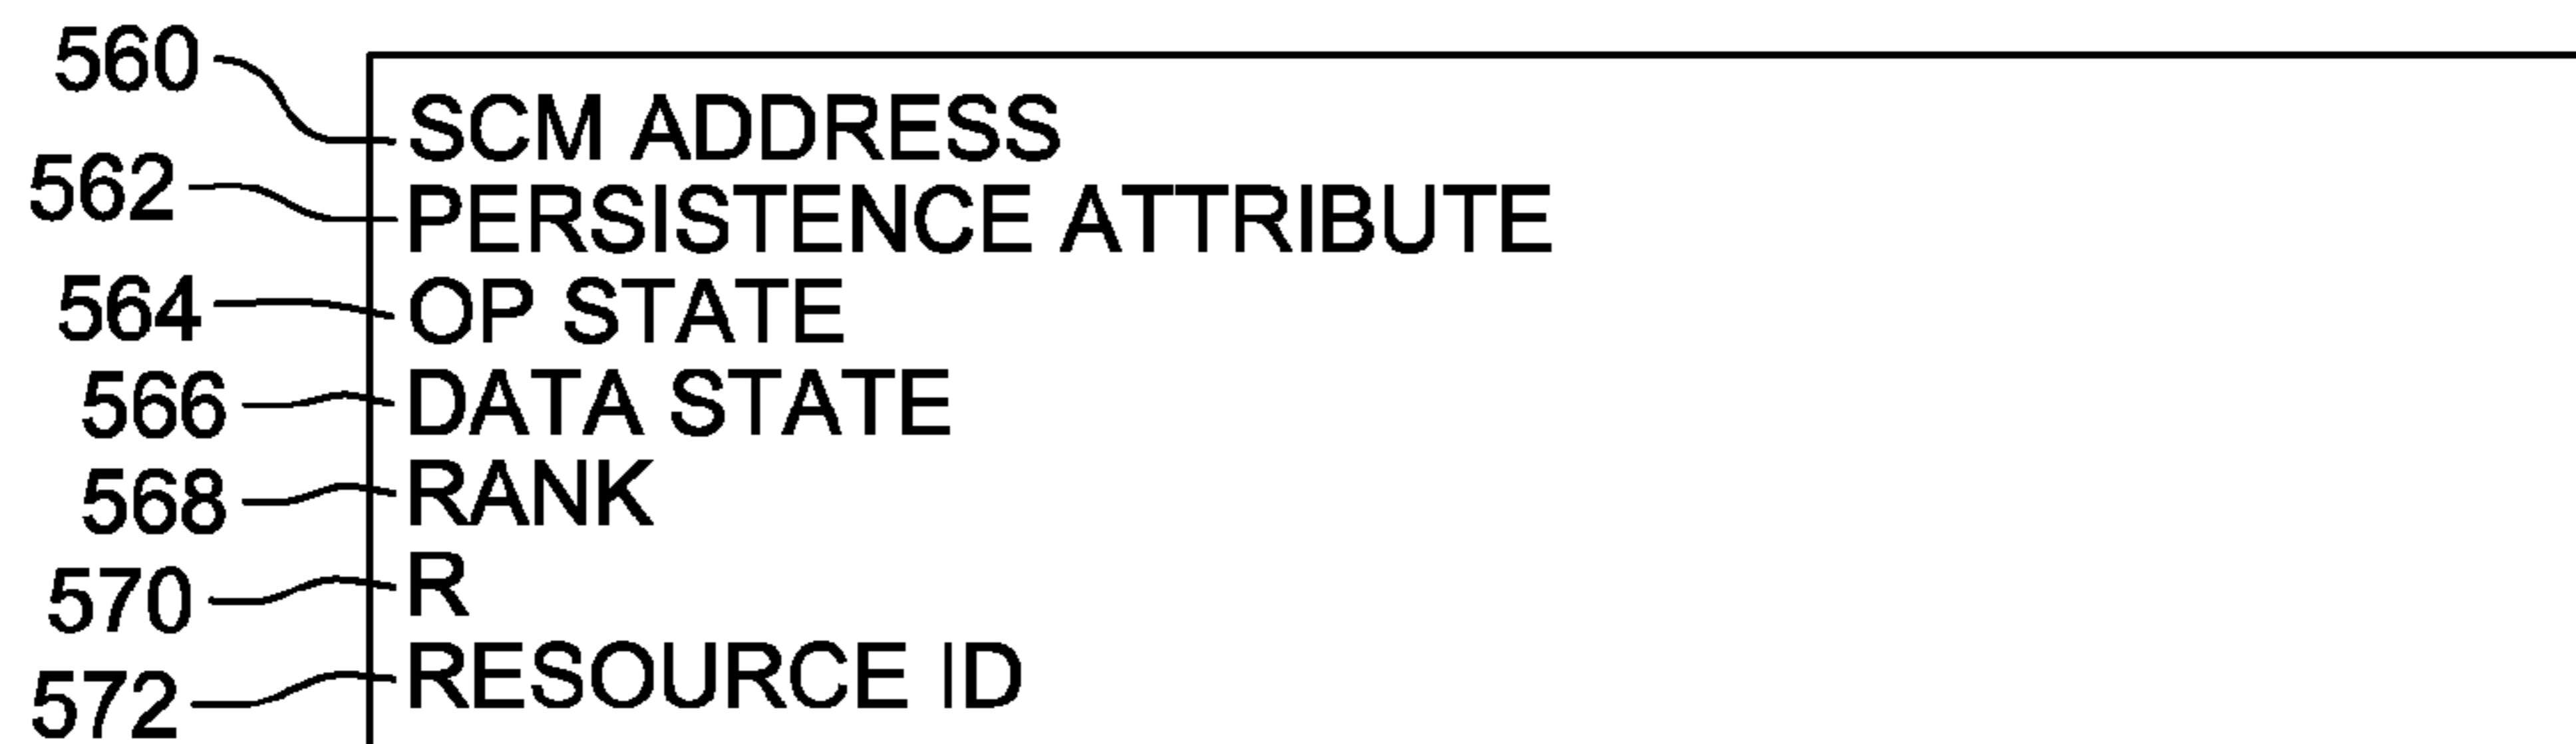 560 SCM ADDRESS
562 PERSISTENCE ATTRIBUTE
564 OP STATE
566 DATA STATE
568 RANK
570 R
572 RESOURCE ID